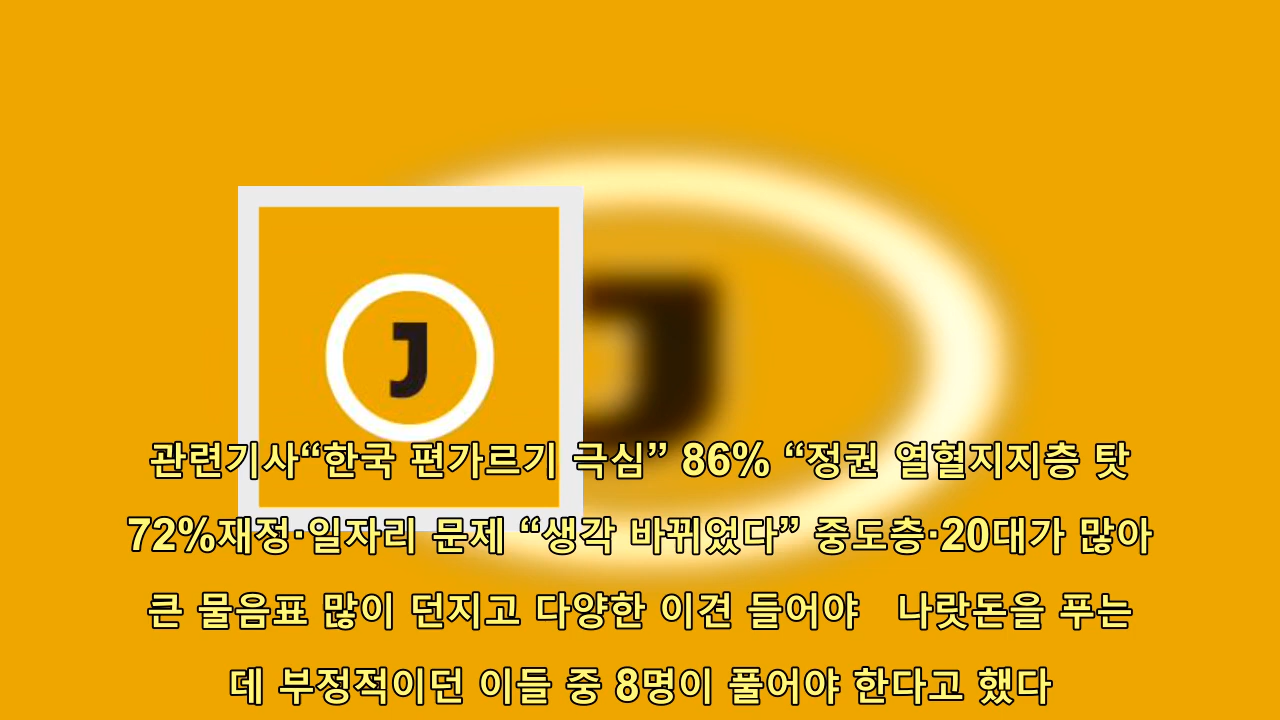 J
J
관련기사“한국 편가르기 극심” 86% “정권 열혈지지층 탓
72%재정·일자리 문제 “생각 바뀌었다” 중도층·20대가 많아
큰 물음표 많이 던지고 다양한 이견 들어야 나랏돈을 푸는
데 부정적이던 이들 중 8명이 풀어야 한다고 했다